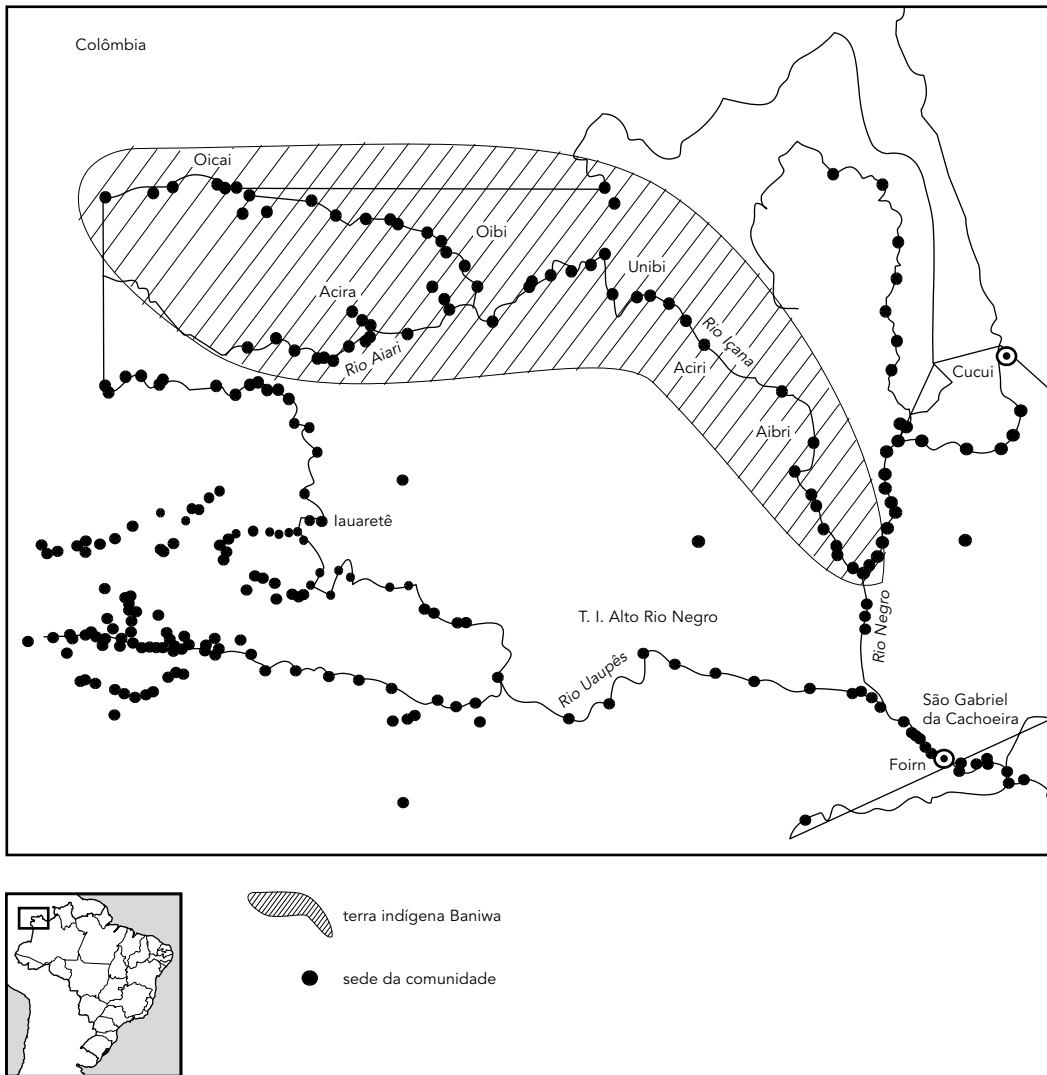 Colômbia
Oicai
Oibi
Unibi
Acira
Rio Aiari
Rio Içana
Aciri
Cucui
Aibri
Iauaretê
T. I. Alto Rio Negro
Rio Negro
Rio Uaupês
São Gabriel
da Cachoeira
Foirn
terra indígena Baniwa
sede da comunidade